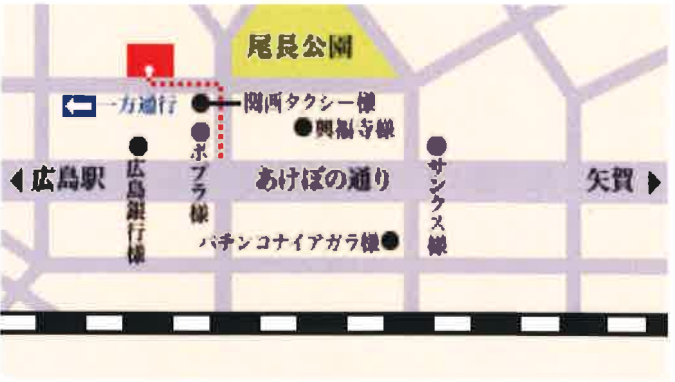 尾長公園
一方通行
関西タクシー様
興福寺様
ポプラ様
広島銀行様
サンクス様
広島駅
あけぼの通り
矢賀
パチンコナイアガラ様